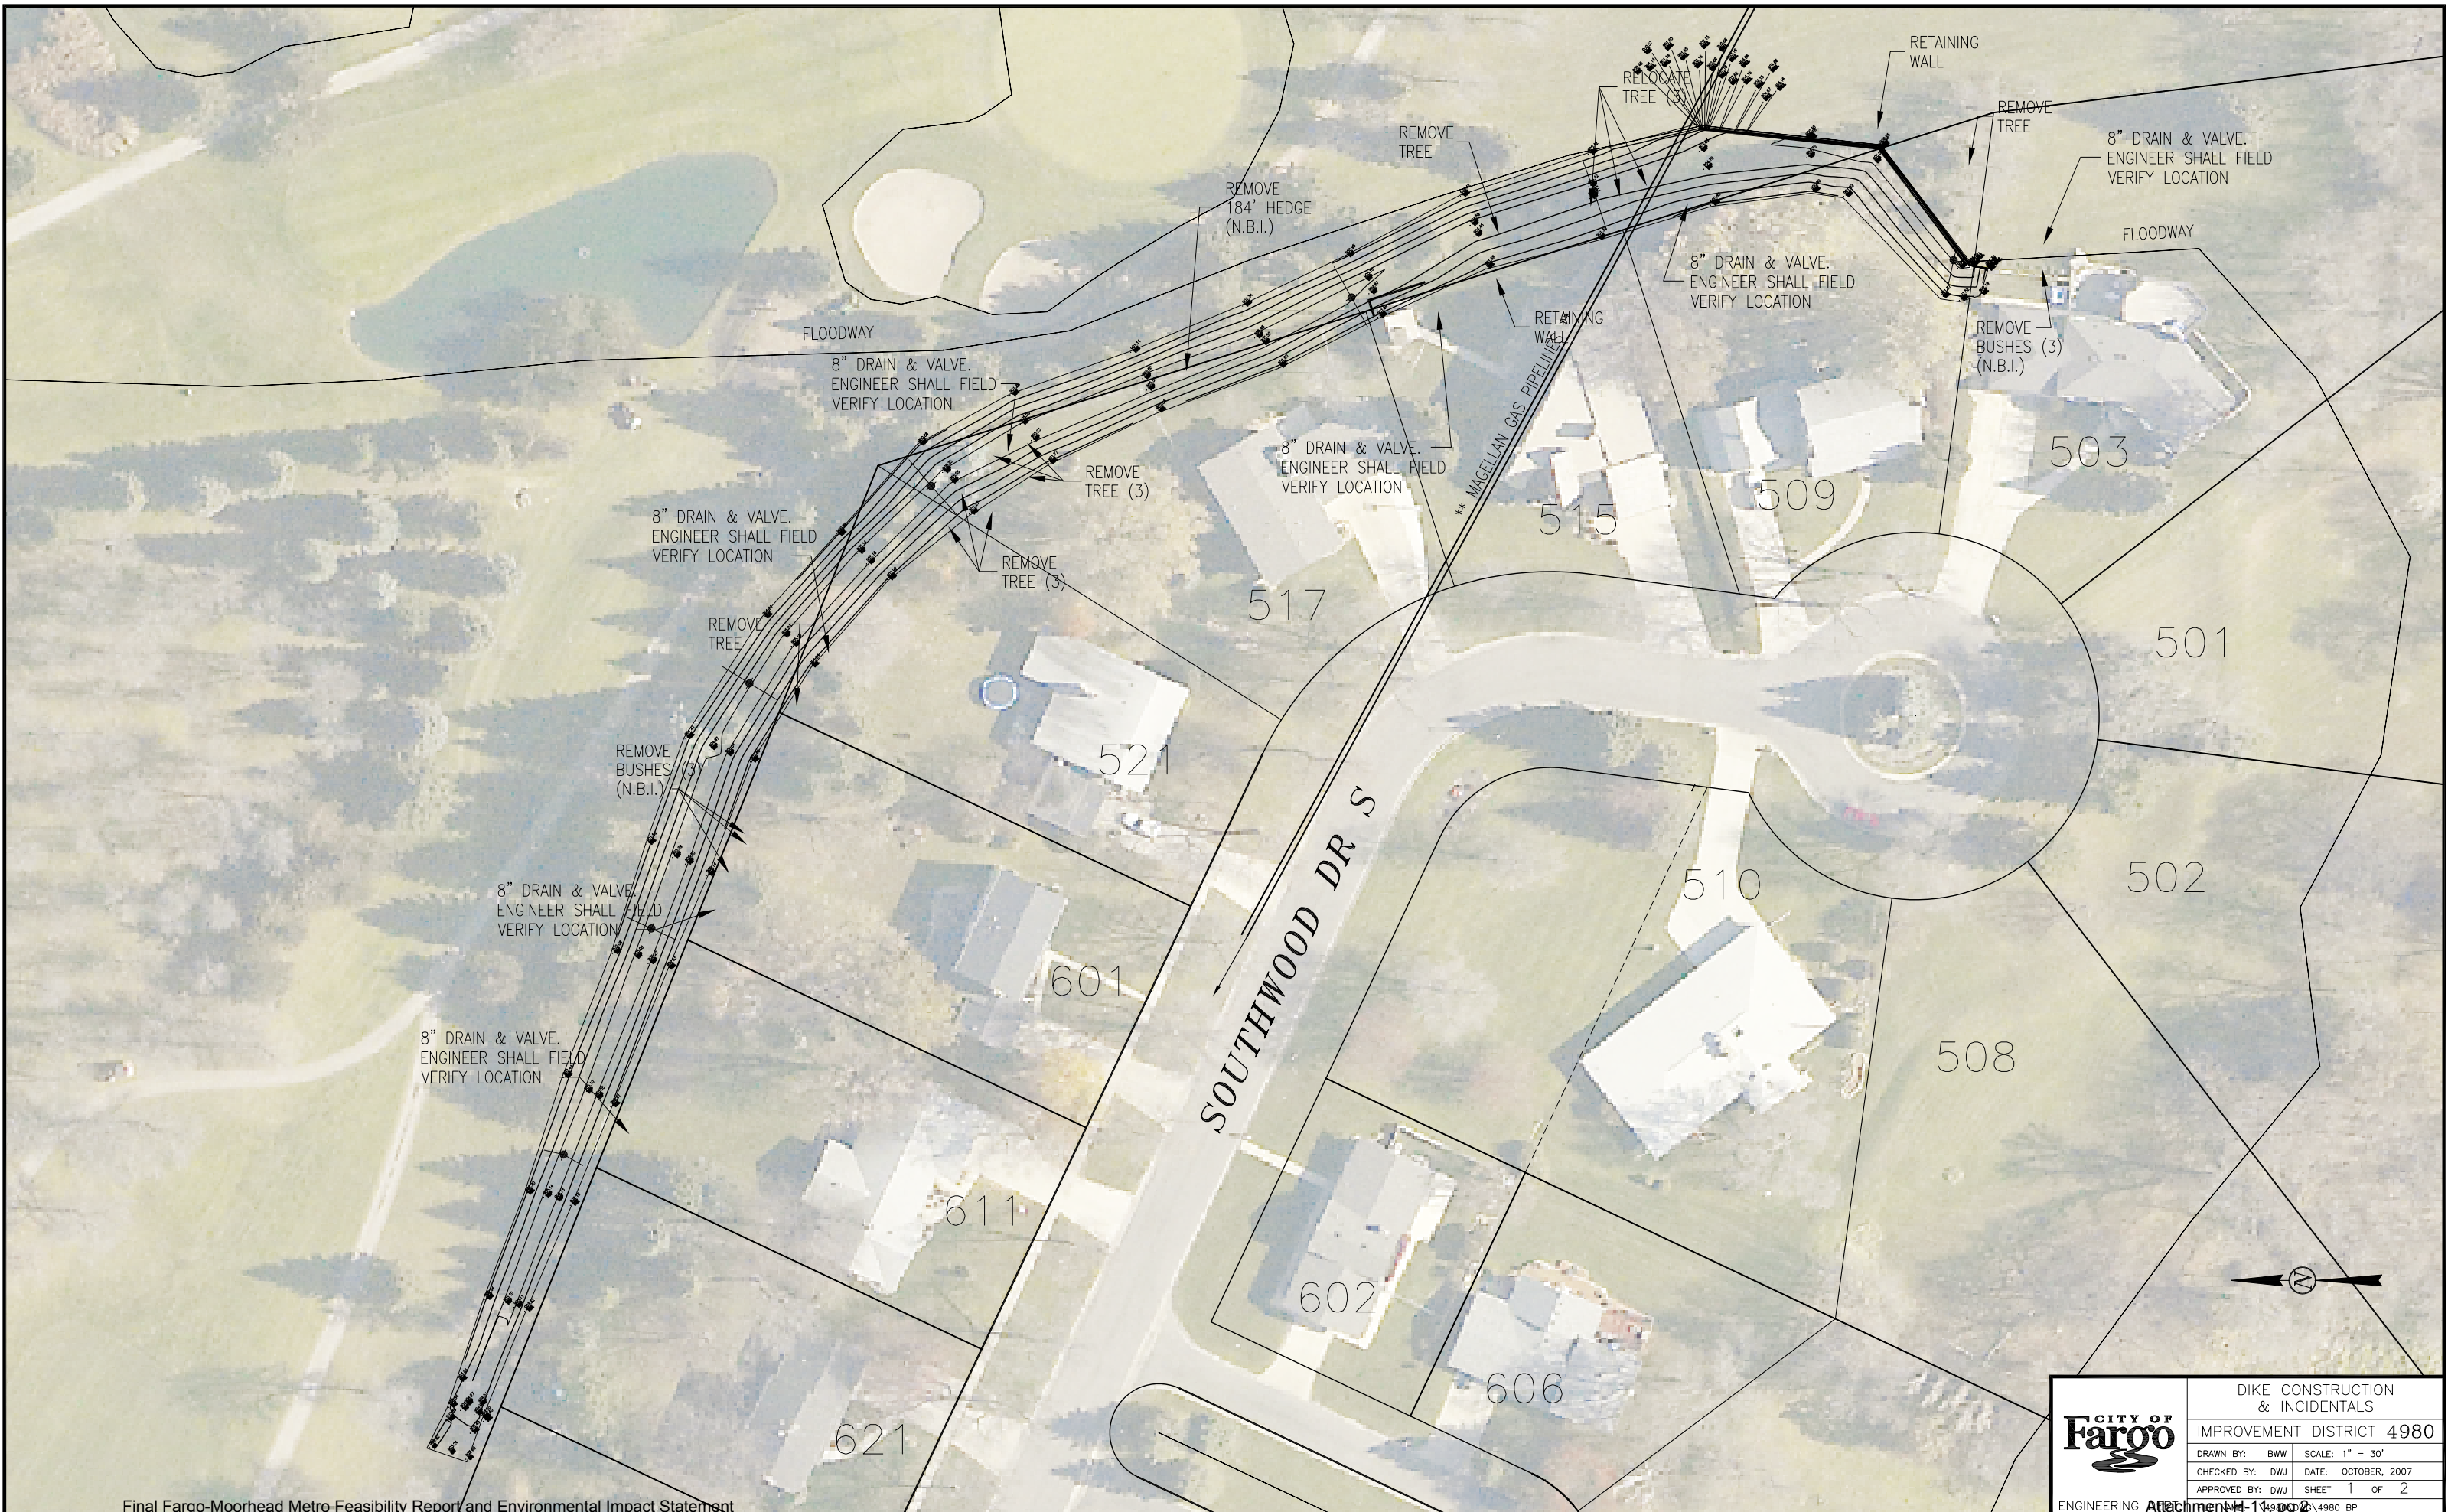 RETAINING
WALL
RELOCATE
TREE (3)
REMOVE
TREE
8" DRAIN & VALVE.
ENGINEER SHALL FIELD
VERIFY LOCATION
REMOVE
TREE
REMOVE
184' HEDGE
(N.B.I.)
FLOODWAY
8" DRAIN & VALVE.
ENGINEER SHALL FIELD
VERIFY LOCATION
RETAINING
WALL
REMOVE
BUSHES (3)
(N.B.I.)
FLOODWAY
8" DRAIN & VALVE.
ENGINEER SHALL FIELD
VERIFY LOCATION
** MAGELLAN GAS PIPELINE **
8" DRAIN & VALVE.
ENGINEER SHALL FIELD
VERIFY LOCATION
REMOVE
TREE (3)
503
509
515
8" DRAIN & VALVE.
ENGINEER SHALL FIELD
VERIFY LOCATION
REMOVE
TREE (3)
517
REMOVE
TREE
501
REMOVE
BUSHES (3)
(N.B.I.)
521
SOUTHWOOD DR S
510
502
8" DRAIN & VALVE.
ENGINEER SHALL FIELD
VERIFY LOCATION
601
8" DRAIN & VALVE.
ENGINEER SHALL FIELD
VERIFY LOCATION
508
611
602
N
606
621
CITY OF
Fargo
DIKE CONSTRUCTION
& INCIDENTALS
IMPROVEMENT DISTRICT 4980
DRAWN BY: BWW SCALE: 1" = 30'
CHECKED BY: DWJ DATE: OCTOBER, 2007
APPROVED BY: DWJ SHEET 1 OF 2
ENGINEERING
4980 BP
Attachment H-11, pg 2
Final Fargo-Moorhead Metro Feasibility Report and Environmental Impact Statement